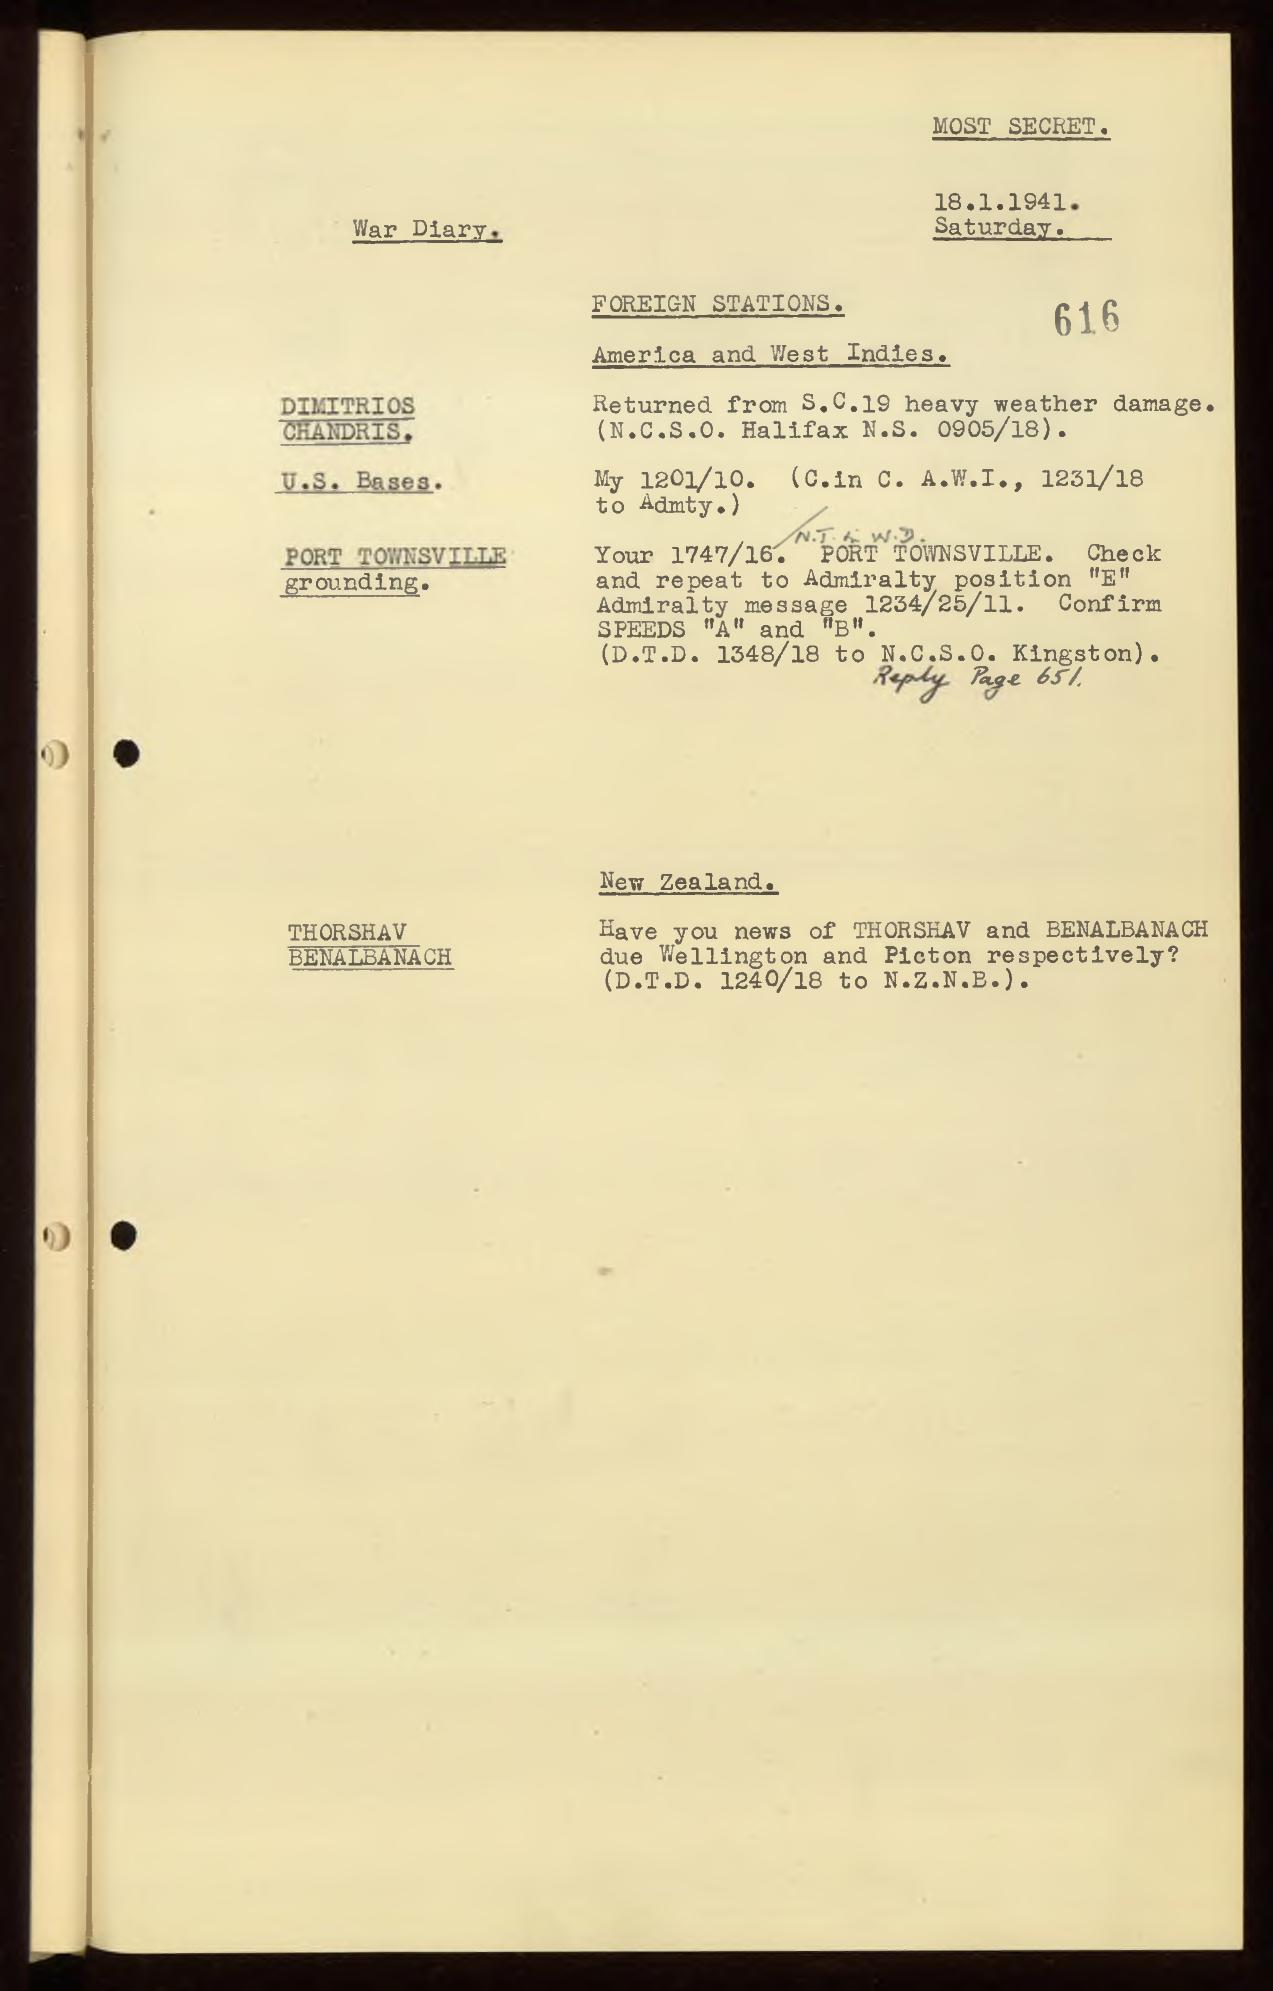 MOST SECRET.
18.1.1941.
War Diary.
Saturday.
FOREIGN STATIONS.
616
America and West Indies.
DIMITRIOS
CHANDRIS.
Returned from S.C.19 heavy weather damage.
(N.C.S.O. Halifax N.S. 0905/18).
U.S. Bases.
My 1201/10. (C.in C. A.W.I., 1231/18
to Admty.)
N.T. in W.D.
PORT TOWNSVILLE
grounding.
Your 1747/16. PORT TOWNSVILLE. Check
and repeat to Admiralty position "E"
Admiralty message 1234/25/11. Confirm
SPEEDS "A" and "B".
(D.T.D. 1348/18 to N.C.S.O. Kingston).
Reply Page 651.
New Zealand.
THORSHAV
BENALBANACH
Have you news of THORSHAV and BENALBANACH
due Wellington and Picton respectively?
(D.T.D. 1240/18 to N.Z.N.B.).